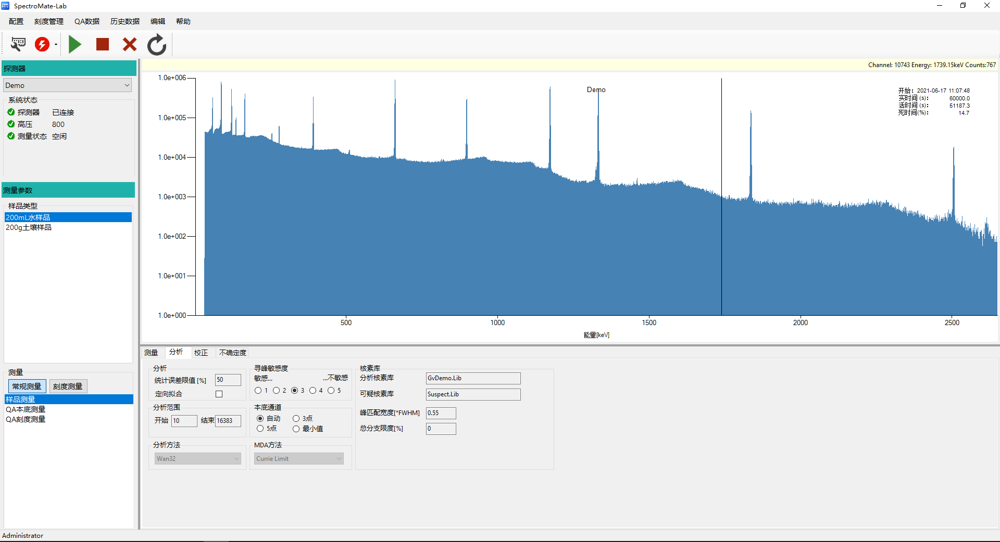 SpectroMate-Lab
配置 刻度管理 QA数据 历史数据 编辑 帮助
探测器
Demo
系统状态
探测器 已连接
高压 800
测量状态 空闲
测量参数
样品类型
200mL水样品
200g土壤样品
测量
常规测量 刻度测量
样品测量
QA本底测量
QA刻度测量
Channel: 10743 Energy: 1739.15keV Counts:767
Demo
开始: 2021-06-17 11:07:48
实时间 (s): 60000.0
活时间 (s): 51187.3
死时间(%): 14.7
1.0e+006
1.0e+005
1.0e+004
1.0e+003
1.0e+002
1.0e+001
1.0e+000
500 1000 1500 2000 2500
能量[keV]
测量 分析 校正 不确定度
分析
统计误差限值 [%] 50
定向拟合
分析范围
开始 10 结束 16383
分析方法
Wan32
寻峰敏感度
敏感... ...不敏感
1 2 3 4 5
本底通道
自动 3点
5点 最小值
MDA方法
Currie Limit
核素库
分析核素库 GvDemo.Lib
可疑核素库 Suspect.Lib
峰匹配宽度[*FWHM] 0.55
总分支限度[%] 0
Administrator